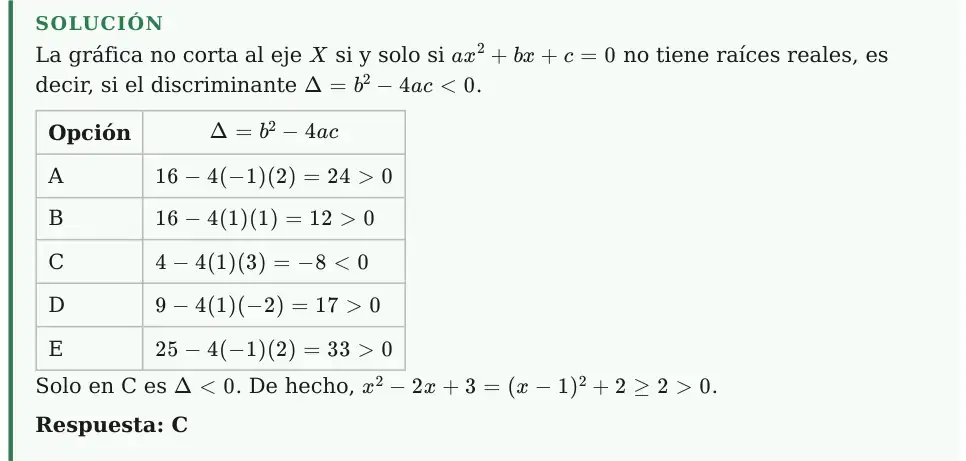 SOLUCIÓN
La gráfica no corta al eje X si y solo si ax² + bx + c = 0 no tiene raíces reales, es
decir, si el discriminante Δ = b² − 4ac < 0.
Opción Δ = b² − 4ac
A 16 − 4(−1)(2) = 24 > 0
B 16 − 4(1)(1) = 12 > 0
C 4 − 4(1)(3) = −8 < 0
D 9 − 4(1)(−2) = 17 > 0
E 25 − 4(−1)(2) = 33 > 0
Solo en C es Δ < 0. De hecho, x² − 2x + 3 = (x − 1)² + 2 ≥ 2 > 0.
Respuesta: C